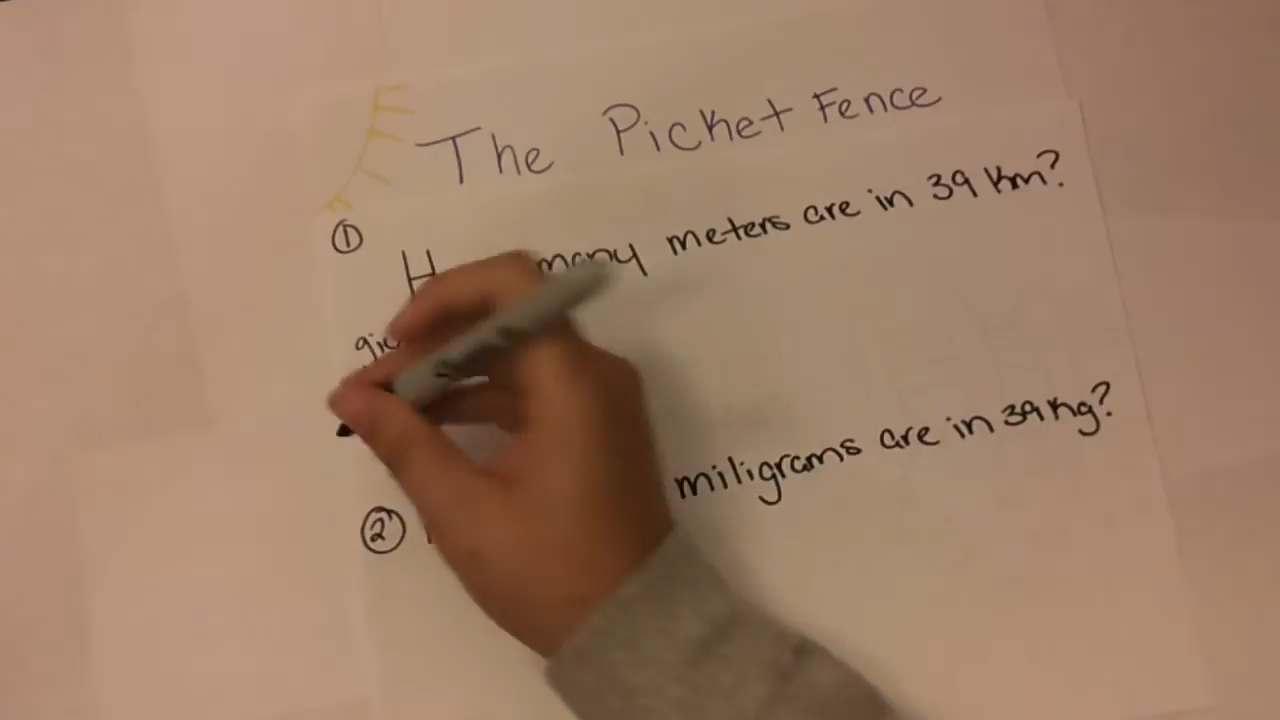 The Picket Fence
① many meters are in 39 Km?
② miligrams are in 39 Kg?